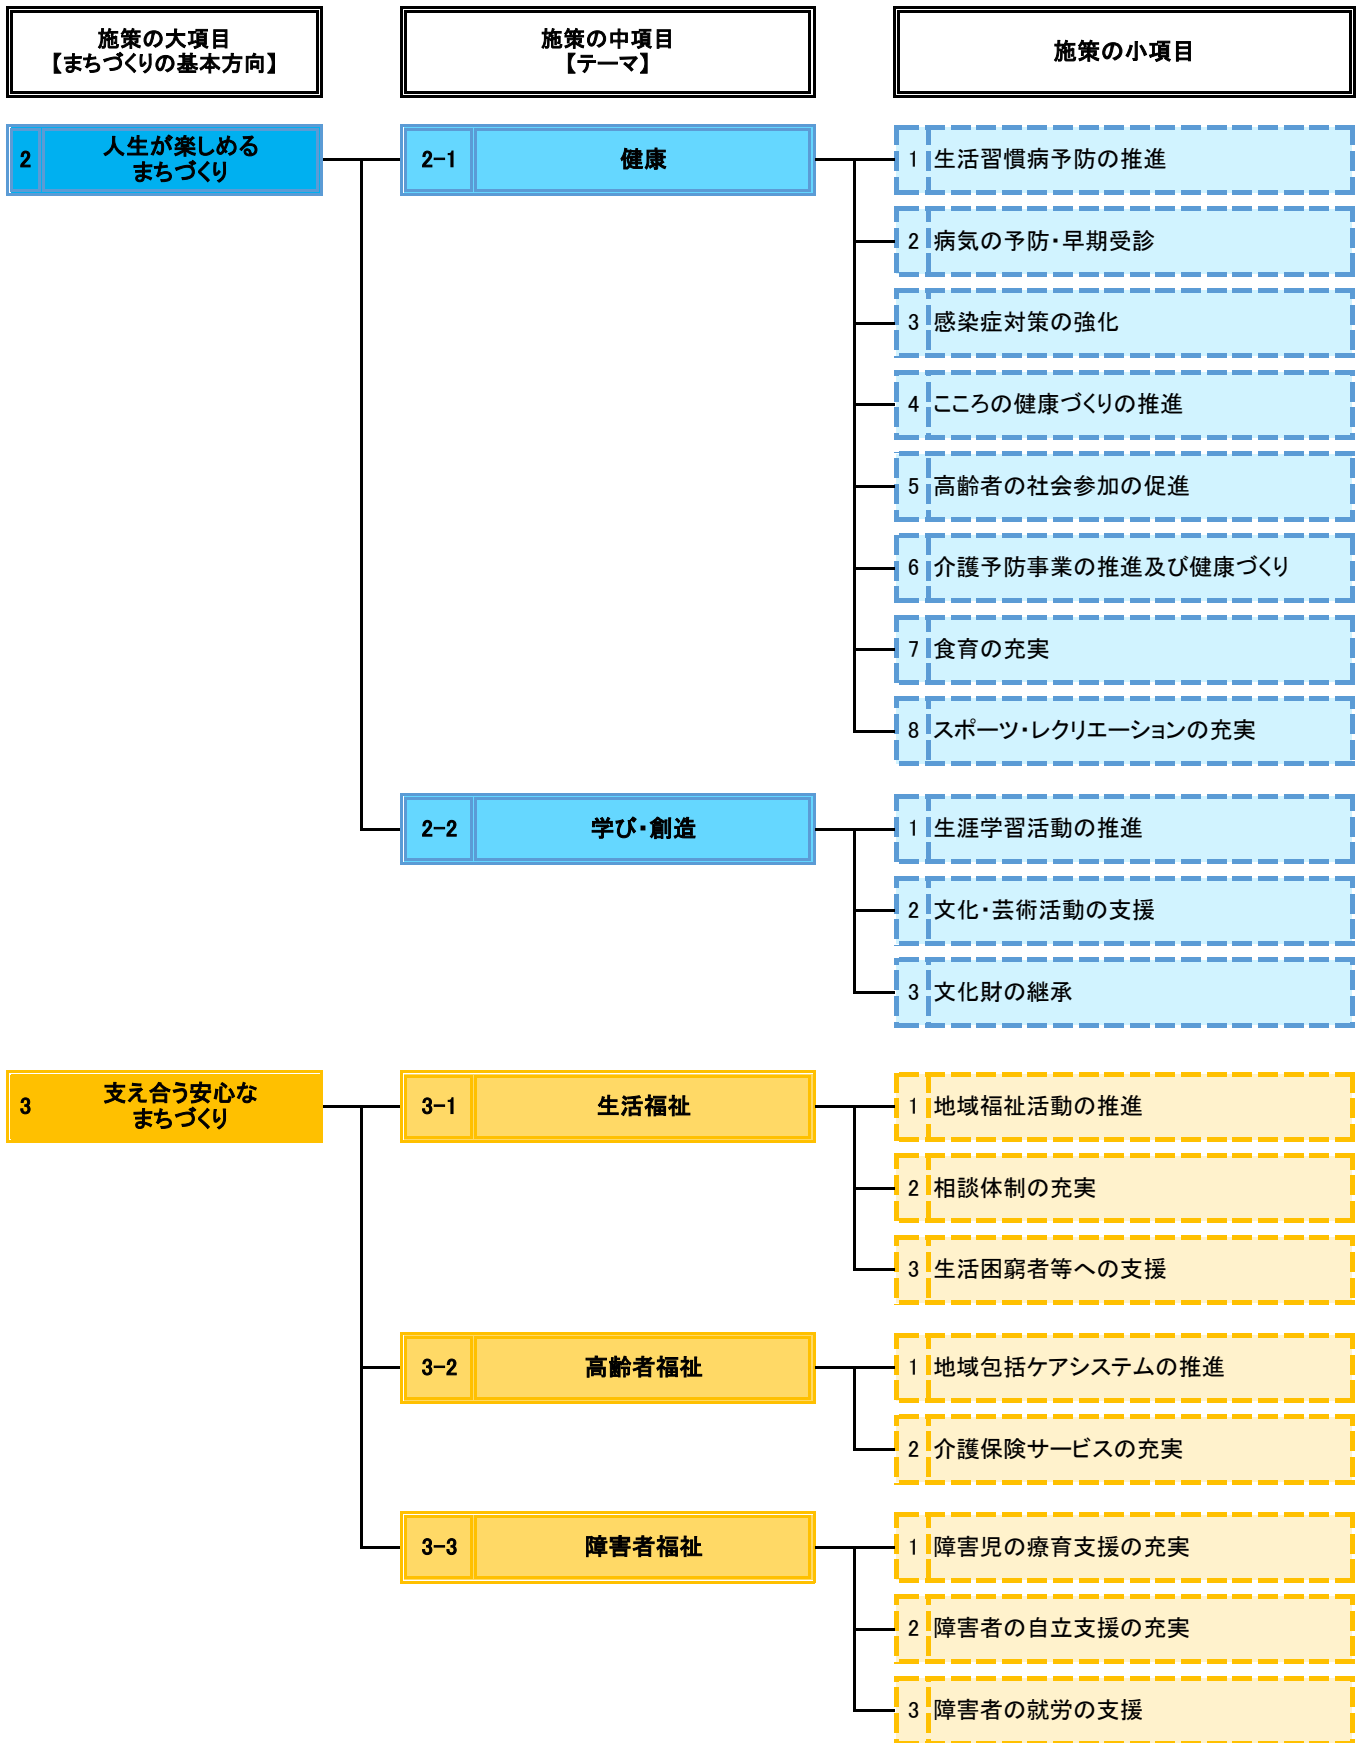 施策の大項目
【まちづくりの基本方向】
施策の中項目
【テーマ】
施策の小項目
2
人生が楽しめる
まちづくり
2-1
健康
1 生活習慣病予防の推進
2 病気の予防・早期受診
3 感染症対策の強化
4 こころの健康づくりの推進
5 高齢者の社会参加の促進
6 介護予防事業の推進及び健康づくり
7 食育の充実
8 スポーツ・レクリエーションの充実
2-2
学び・創造
1 生涯学習活動の推進
2 文化・芸術活動の支援
3 文化財の継承
3
支え合う安心な
まちづくり
3-1
生活福祉
1 地域福祉活動の推進
2 相談体制の充実
3 生活困窮者等への支援
3-2
高齢者福祉
1 地域包括ケアシステムの推進
2 介護保険サービスの充実
3-3
障害者福祉
1 障害児の療育支援の充実
2 障害者の自立支援の充実
3 障害者の就労の支援